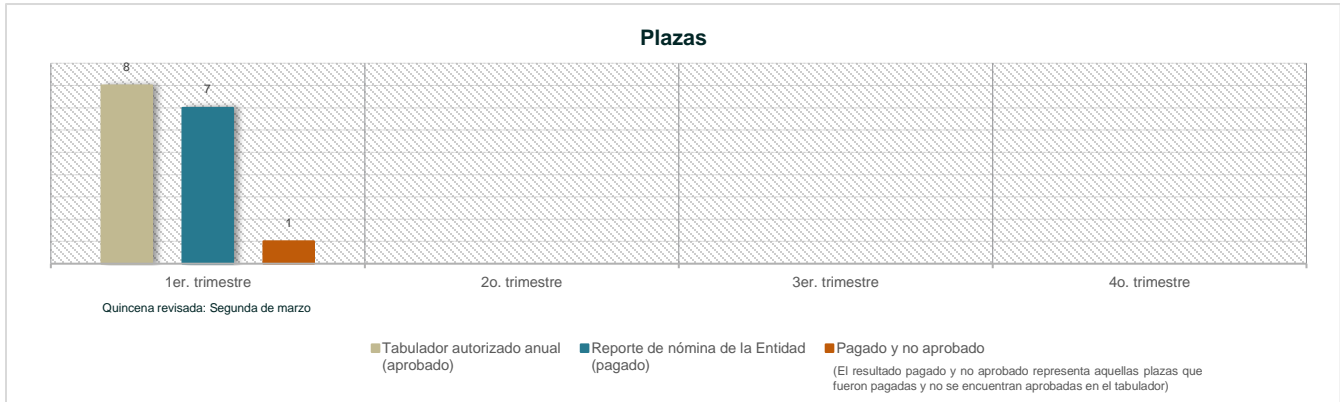 Plazas
8
7
1
1er. trimestre
2o. trimestre
3er. trimestre
4o. trimestre
Quincena revisada: Segunda de marzo
Tabulador autorizado anual
(aprobado)
Reporte de nómina de la Entidad
(pagado)
Pagado y no aprobado
(El resultado pagado y no aprobado representa aquellas plazas que
fueron pagadas y no se encuentran aprobadas en el tabulador)